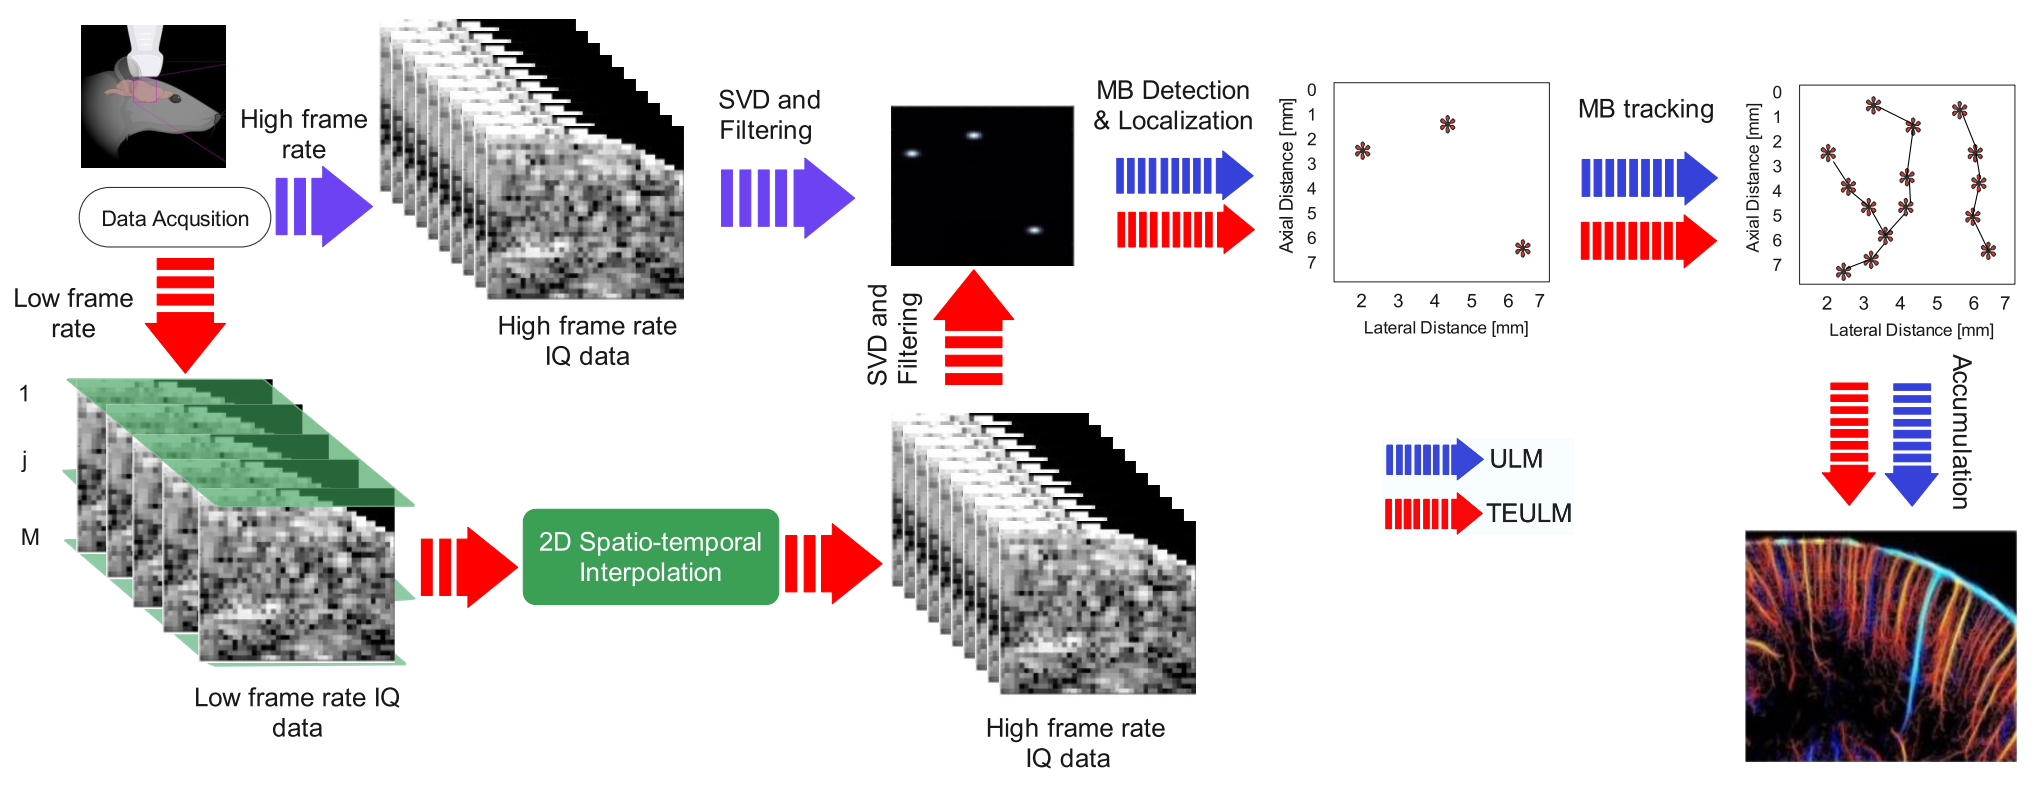 Data Acqusition
High frame
rate
High frame rate
IQ data
SVD and
Filtering
MB Detection
& Localization
0
1
2
3
4
5
6
7
Axial Distance [mm]
2 3 4 5 6 7
Lateral Distance [mm]
MB tracking
0
1
2
3
4
5
6
7
Axial Distance [mm]
2 3 4 5 6 7
Lateral Distance [mm]
Accumulation
Low frame
rate
1
j
M
Low frame rate IQ
data
2D Spatio-temporal
Interpolation
High frame rate
IQ data
SVD and
Filtering
ULM
TEULM